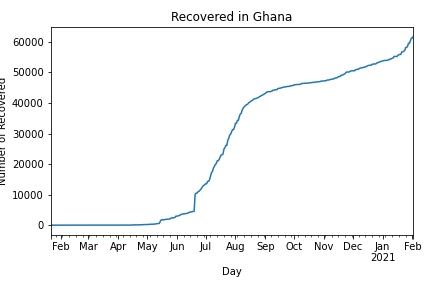 Recovered in Ghana
Number of Recovered
60000
50000
40000
30000
20000
10000
0
Feb Mar Apr May Jun Jul Aug Sep Oct Nov Dec Jan Feb
2021
Day